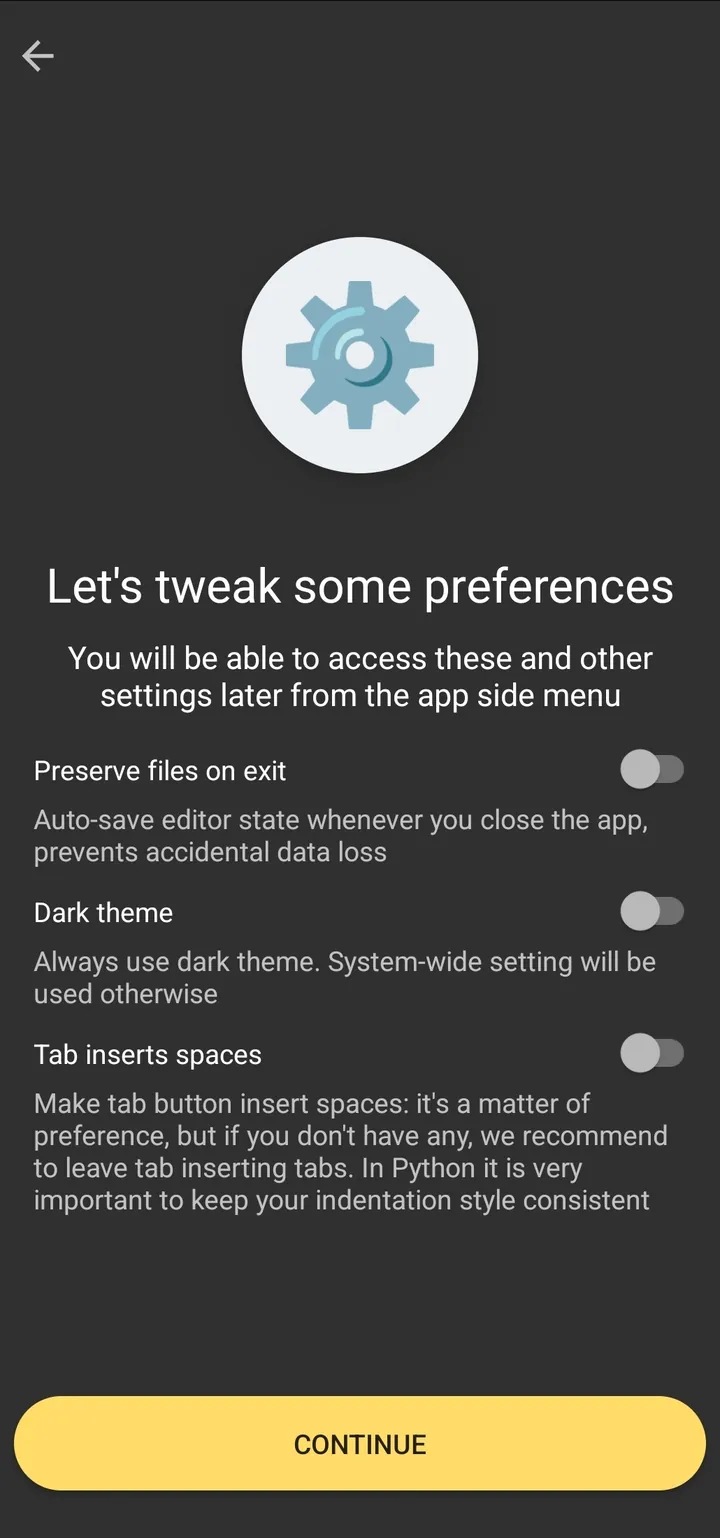 Let's tweak some preferences
You will be able to access these and other
settings later from the app side menu
Preserve files on exit
Auto-save editor state whenever you close the app,
prevents accidental data loss
Dark theme
Always use dark theme. System-wide setting will be
used otherwise
Tab inserts spaces
Make tab button insert spaces: it's a matter of
preference, but if you don't have any, we recommend
to leave tab inserting tabs. In Python it is very
important to keep your indentation style consistent
CONTINUE